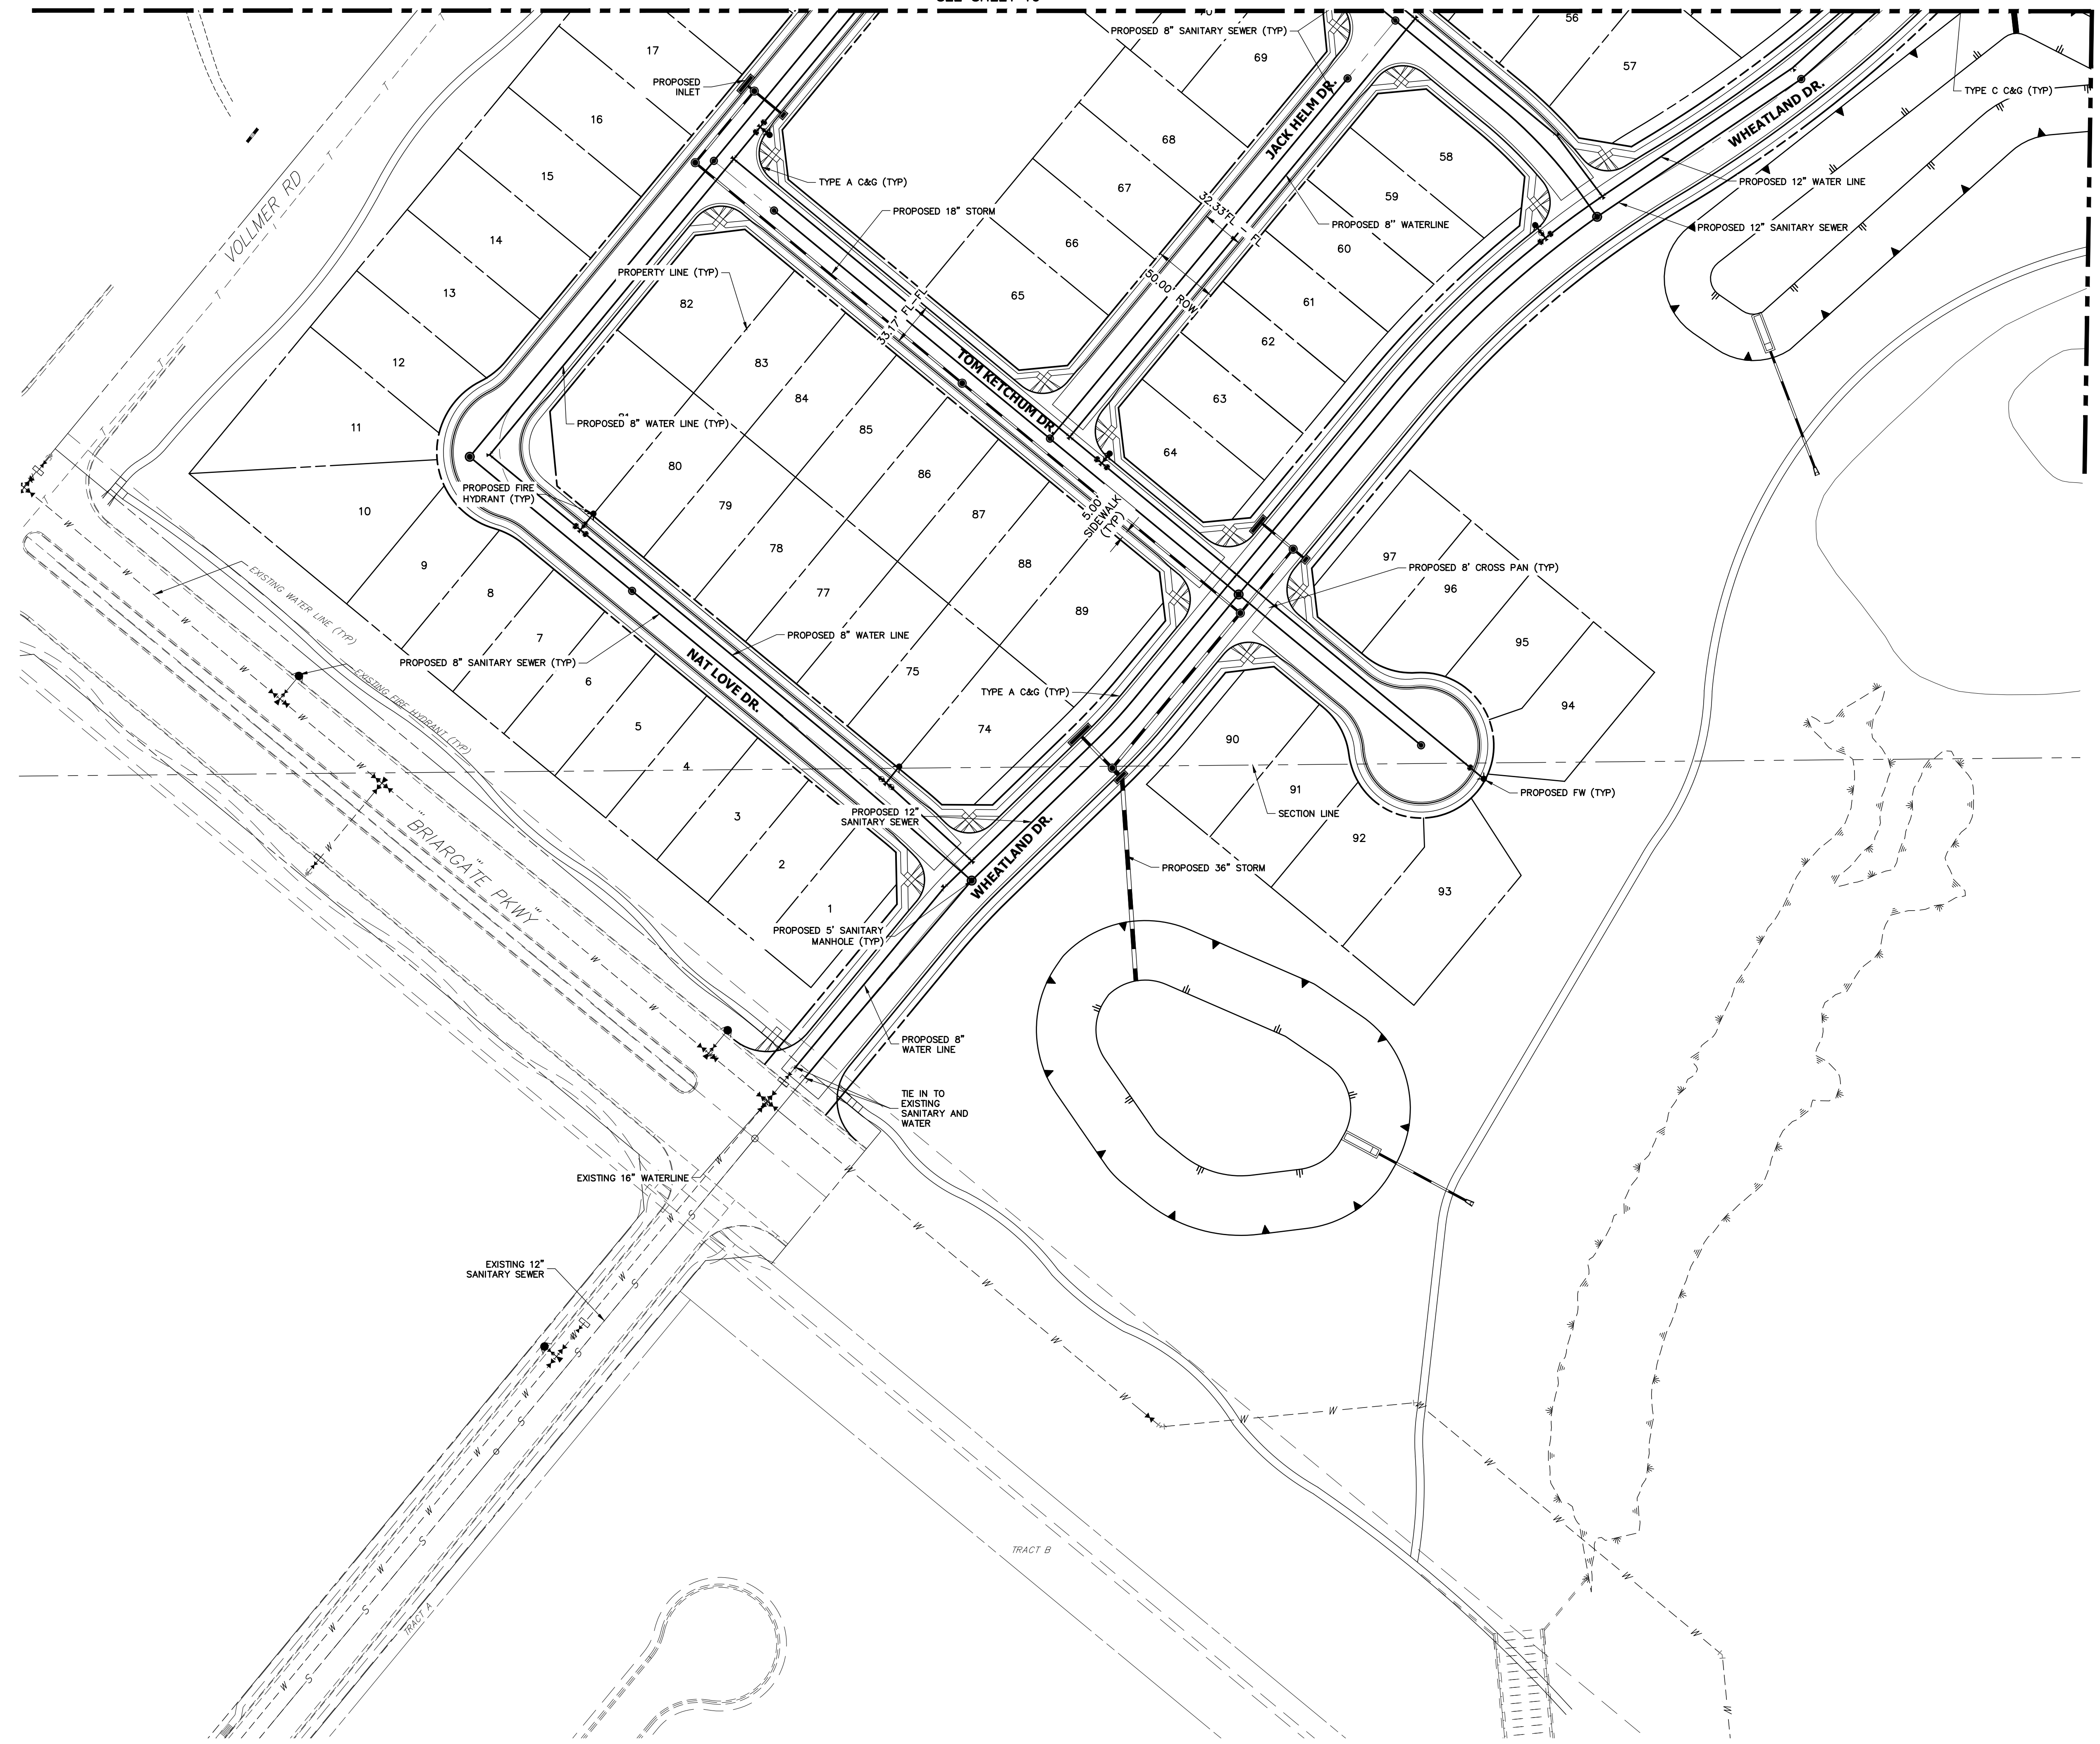 17
56
57
69
PROPOSED 8" SANITARY SEWER (TYP)
PROPOSED
INLET
TYPE C C&G (TYP)
WHEATLAND DR.
JACK HELM DR.
16
68
58
15
67
59
TYPE A C&G (TYP)
PROPOSED 12" WATER LINE
VOLLMER RD
T
T
T
T
T
PROPOSED 18" STORM
32.33' FL - FL
PROPOSED 8" WATERLINE
PROPOSED 12" SANITARY SEWER
14
66
60
PROPERTY LINE (TYP)
13
82
65
50.00' ROW
61
33.17' FL - FL
62
12
83
TOM KETCHUM DR.
84
63
11
PROPOSED 8" WATER LINE (TYP)
85
64
80
86
PROPOSED FIRE
HYDRANT (TYP)
10
79
87
5.00'
SIDEWALK
(TYP)
78
97
9
88
PROPOSED 8' CROSS PAN (TYP)
8
77
96
EXISTING WATER LINE (TYP)
89
7
PROPOSED 8" WATER LINE
95
PROPOSED 8" SANITARY SEWER (TYP)
75
NAT LOVE DR.
6
TYPE A C&G (TYP)
EXISTING FIRE HYDRANT (TYP)
94
5
74
90
4
91
PROPOSED FW (TYP)
3
PROPOSED 12"
SANITARY SEWER
WHEATLAND DR.
SECTION LINE
92
"BRIARGATE PKWY"
2
PROPOSED 36" STORM
93
1
PROPOSED 5' SANITARY
MANHOLE (TYP)
PROPOSED 8"
WATER LINE
TIE IN TO
EXISTING
SANITARY AND
WATER
EXISTING 16" WATERLINE
EXISTING 12"
SANITARY SEWER
TRACT B
TRACT A